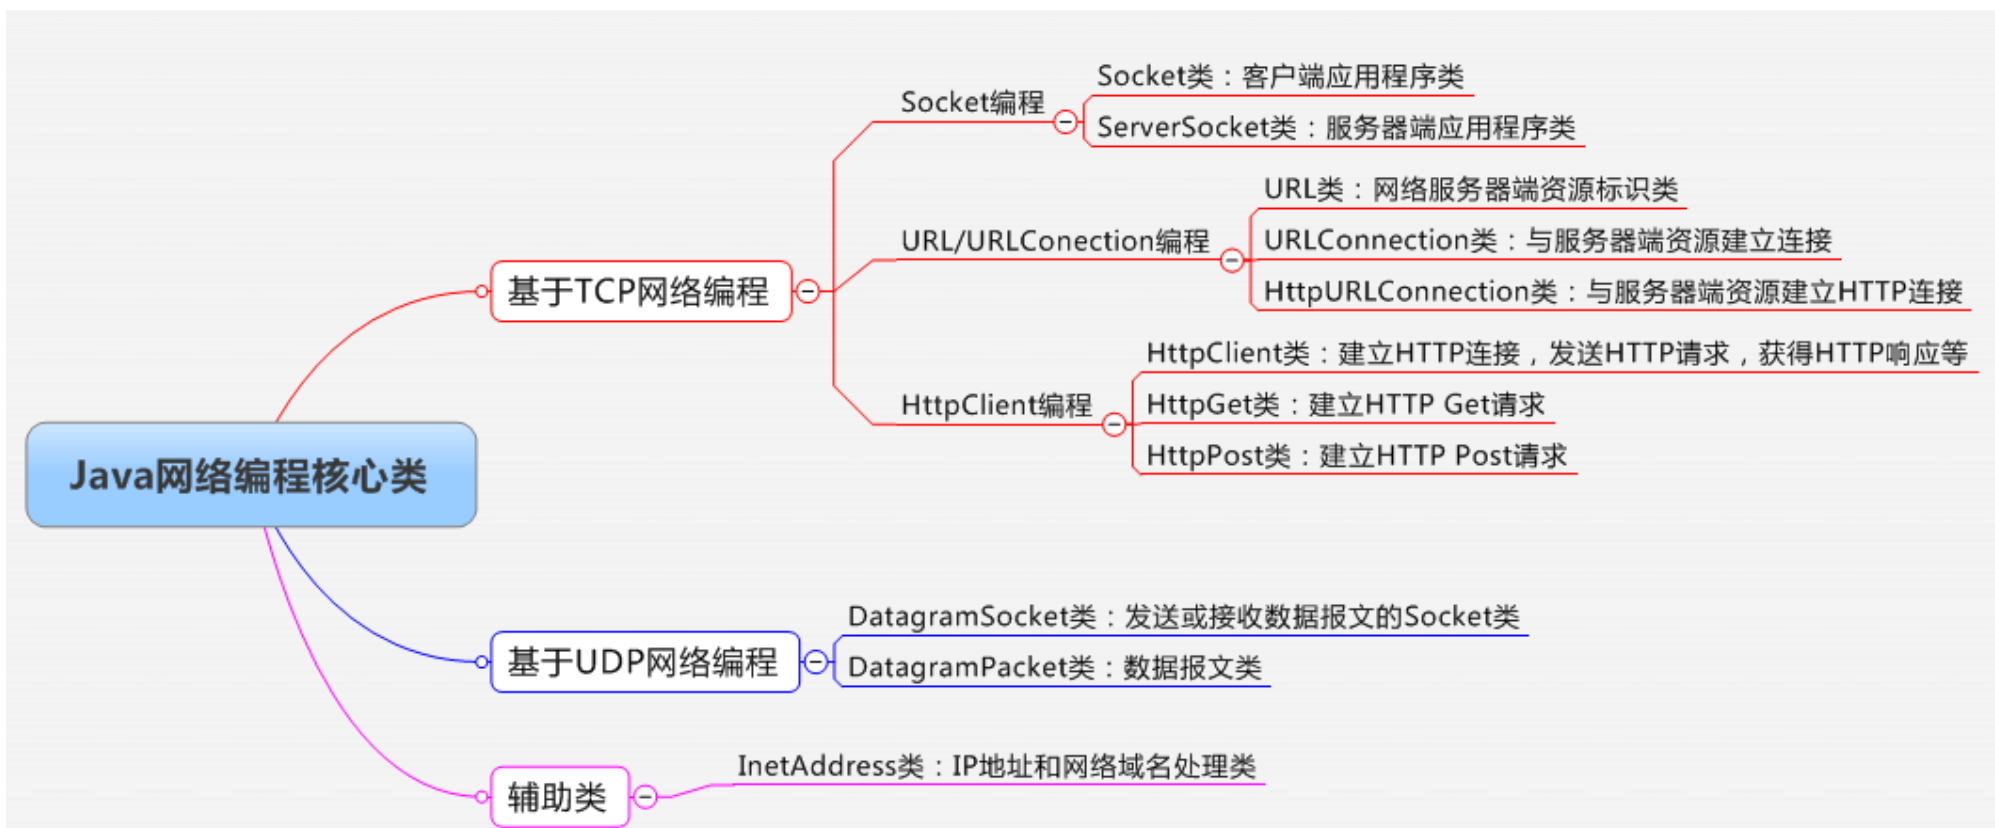 Java网络编程核心类
基于TCP网络编程
Socket编程
Socket类：客户端应用程序类
ServerSocket类：服务器端应用程序类
URL/URLConection编程
URL类：网络服务器端资源标识类
URLConnection类：与服务器端资源建立连接
HttpURLConnection类：与服务器端资源建立HTTP连接
HttpClient编程
HttpClient类：建立HTTP连接，发送HTTP请求，获得HTTP响应等
HttpGet类：建立HTTP Get请求
HttpPost类：建立HTTP Post请求
基于UDP网络编程
DatagramSocket类：发送或接收数据报文的Socket类
DatagramPacket类：数据报文类
辅助类
InetAddress类：IP地址和网络域名处理类